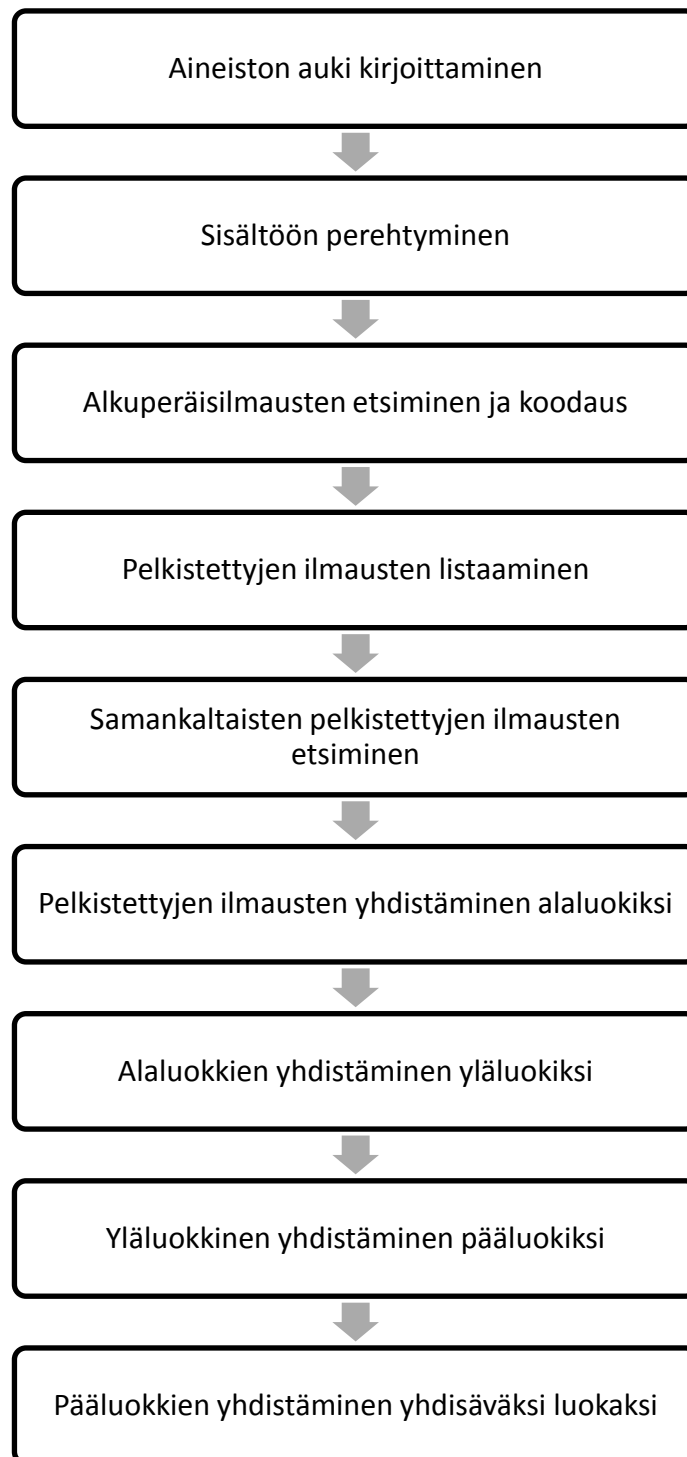 Aineiston auki kirjoittaminen
Sisältöön perehtyminen
Alkuperäisilmausten etsiminen ja koodaus
Pelkistettyjen ilmausten listaaminen
Samankaltaisten pelkistettyjen ilmausten
etsiminen
Pelkistettyjen ilmausten yhdistäminen alaluokiksi
Alaluokkien yhdistäminen yläluokiksi
Yläluokkinen yhdistäminen pääluokiksi
Pääluokkien yhdistäminen yhdisäväksi luokaksi